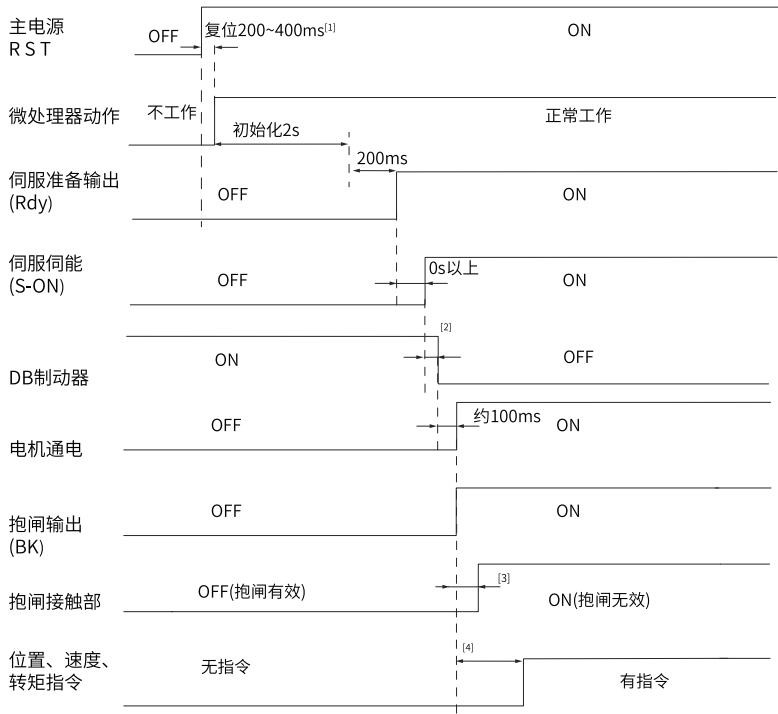 主电源
R S T
OFF
复位200~400ms[1]
ON
微处理器动作
不工作
正常工作
初始化2s
200ms
伺服准备输出
(Rdy)
OFF
ON
伺服伺能
(S-ON)
OFF
0s以上
ON
[2]
DB制动器
ON
OFF
电机通电
OFF
约100ms
ON
抱闸输出
(BK)
OFF
ON
抱闸接触部
OFF(抱闸有效)
[3]
ON(抱闸无效)
位置、速度、
转矩指令
无指令
[4]
有指令